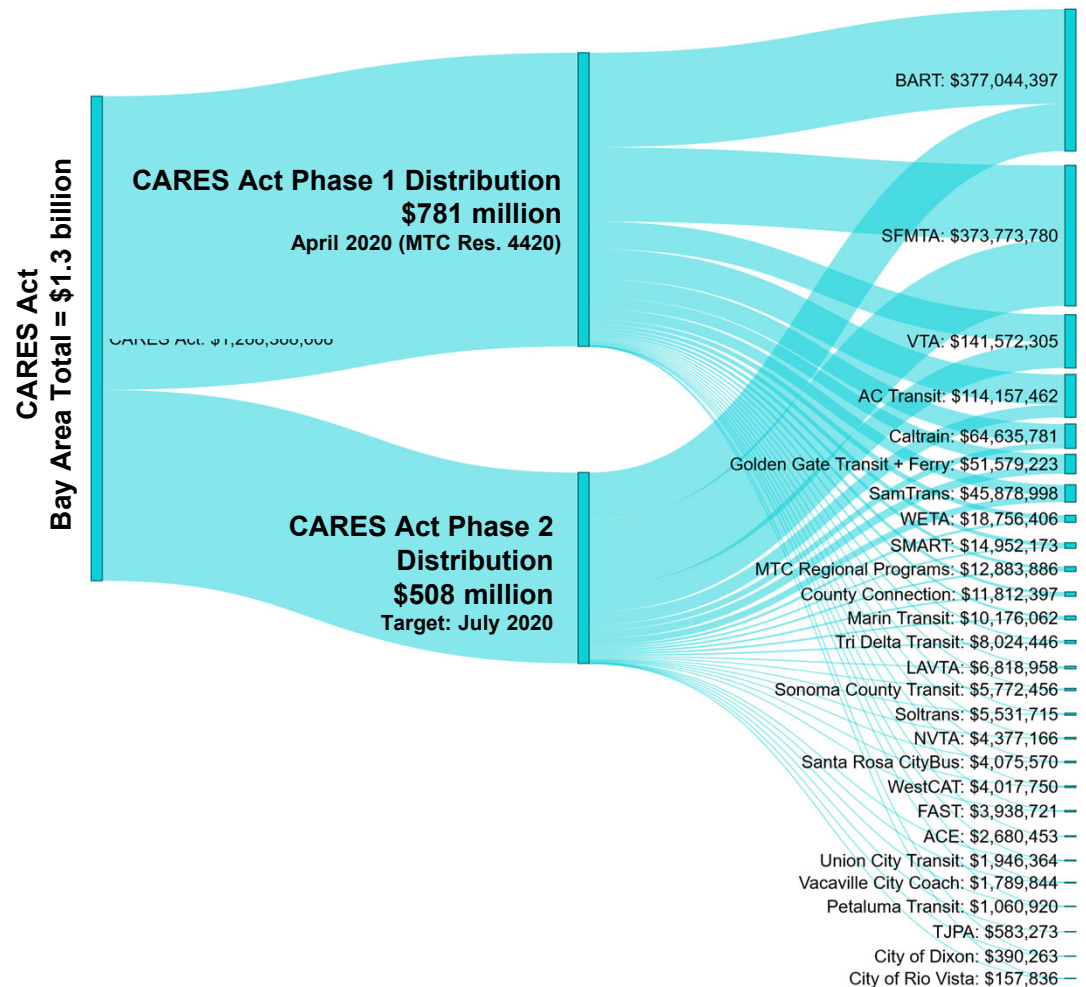 CARES Act
Bay Area Total = $1.3 billion
CARES Act Phase 1 Distribution
$781 million
April 2020 (MTC Res. 4420)
CARES Act Phase 2
Distribution
$508 million
Target: July 2020
BART: $377,044,397
SFMTA: $373,773,780
VTA: $141,572,305
AC Transit: $114,157,462
Caltrain: $64,635,781
Golden Gate Transit + Ferry: $51,579,223
SamTrans: $45,878,998
WETA: $18,756,406
SMART: $14,952,173
MTC Regional Programs: $12,883,886
County Connection: $11,812,397
Marin Transit: $10,176,062
Tri Delta Transit: $8,024,446
LAVTA: $6,818,958
Sonoma County Transit: $5,772,456
Soltrans: $5,531,715
NVTA: $4,377,166
Santa Rosa CityBus: $4,075,570
WestCAT: $4,017,750
FAST: $3,938,721
ACE: $2,680,453
Union City Transit: $1,946,364
Vacaville City Coach: $1,789,844
Petaluma Transit: $1,060,920
TJPA: $583,273
City of Dixon: $390,263
City of Rio Vista: $157,836